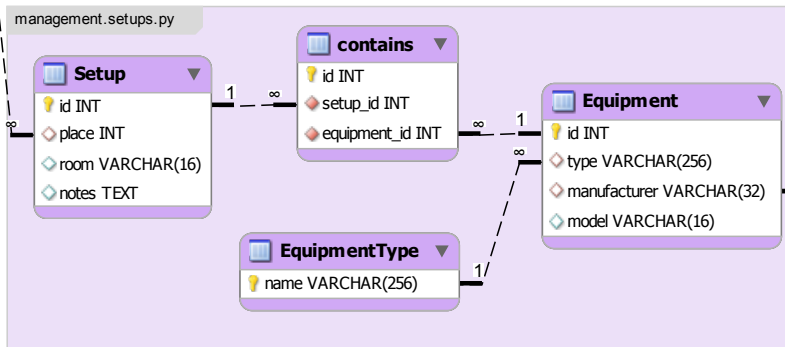 management.setups.py
Setup
id INT
place INT
room VARCHAR(16)
notes TEXT
∞
1
∞
contains
id INT
setup_id INT
equipment_id INT
∞
1
∞
Equipment
id INT
type VARCHAR(256)
manufacturer VARCHAR(32)
model VARCHAR(16)
EquipmentType
name VARCHAR(256)
1